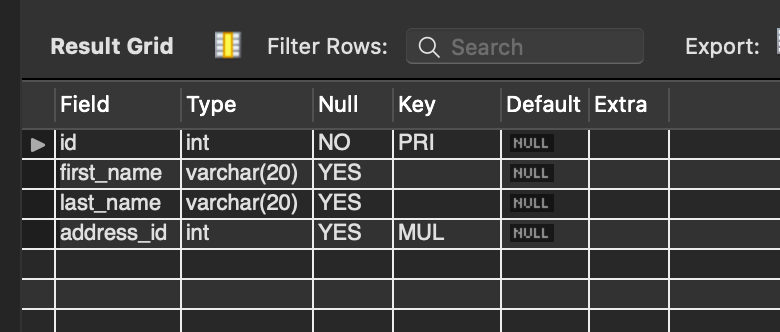 Result Grid Filter Rows: Search Export:
Field Type Null Key Default Extra
id int NO PRI NULL
first_name varchar(20) YES NULL
last_name varchar(20) YES NULL
address_id int YES MUL NULL